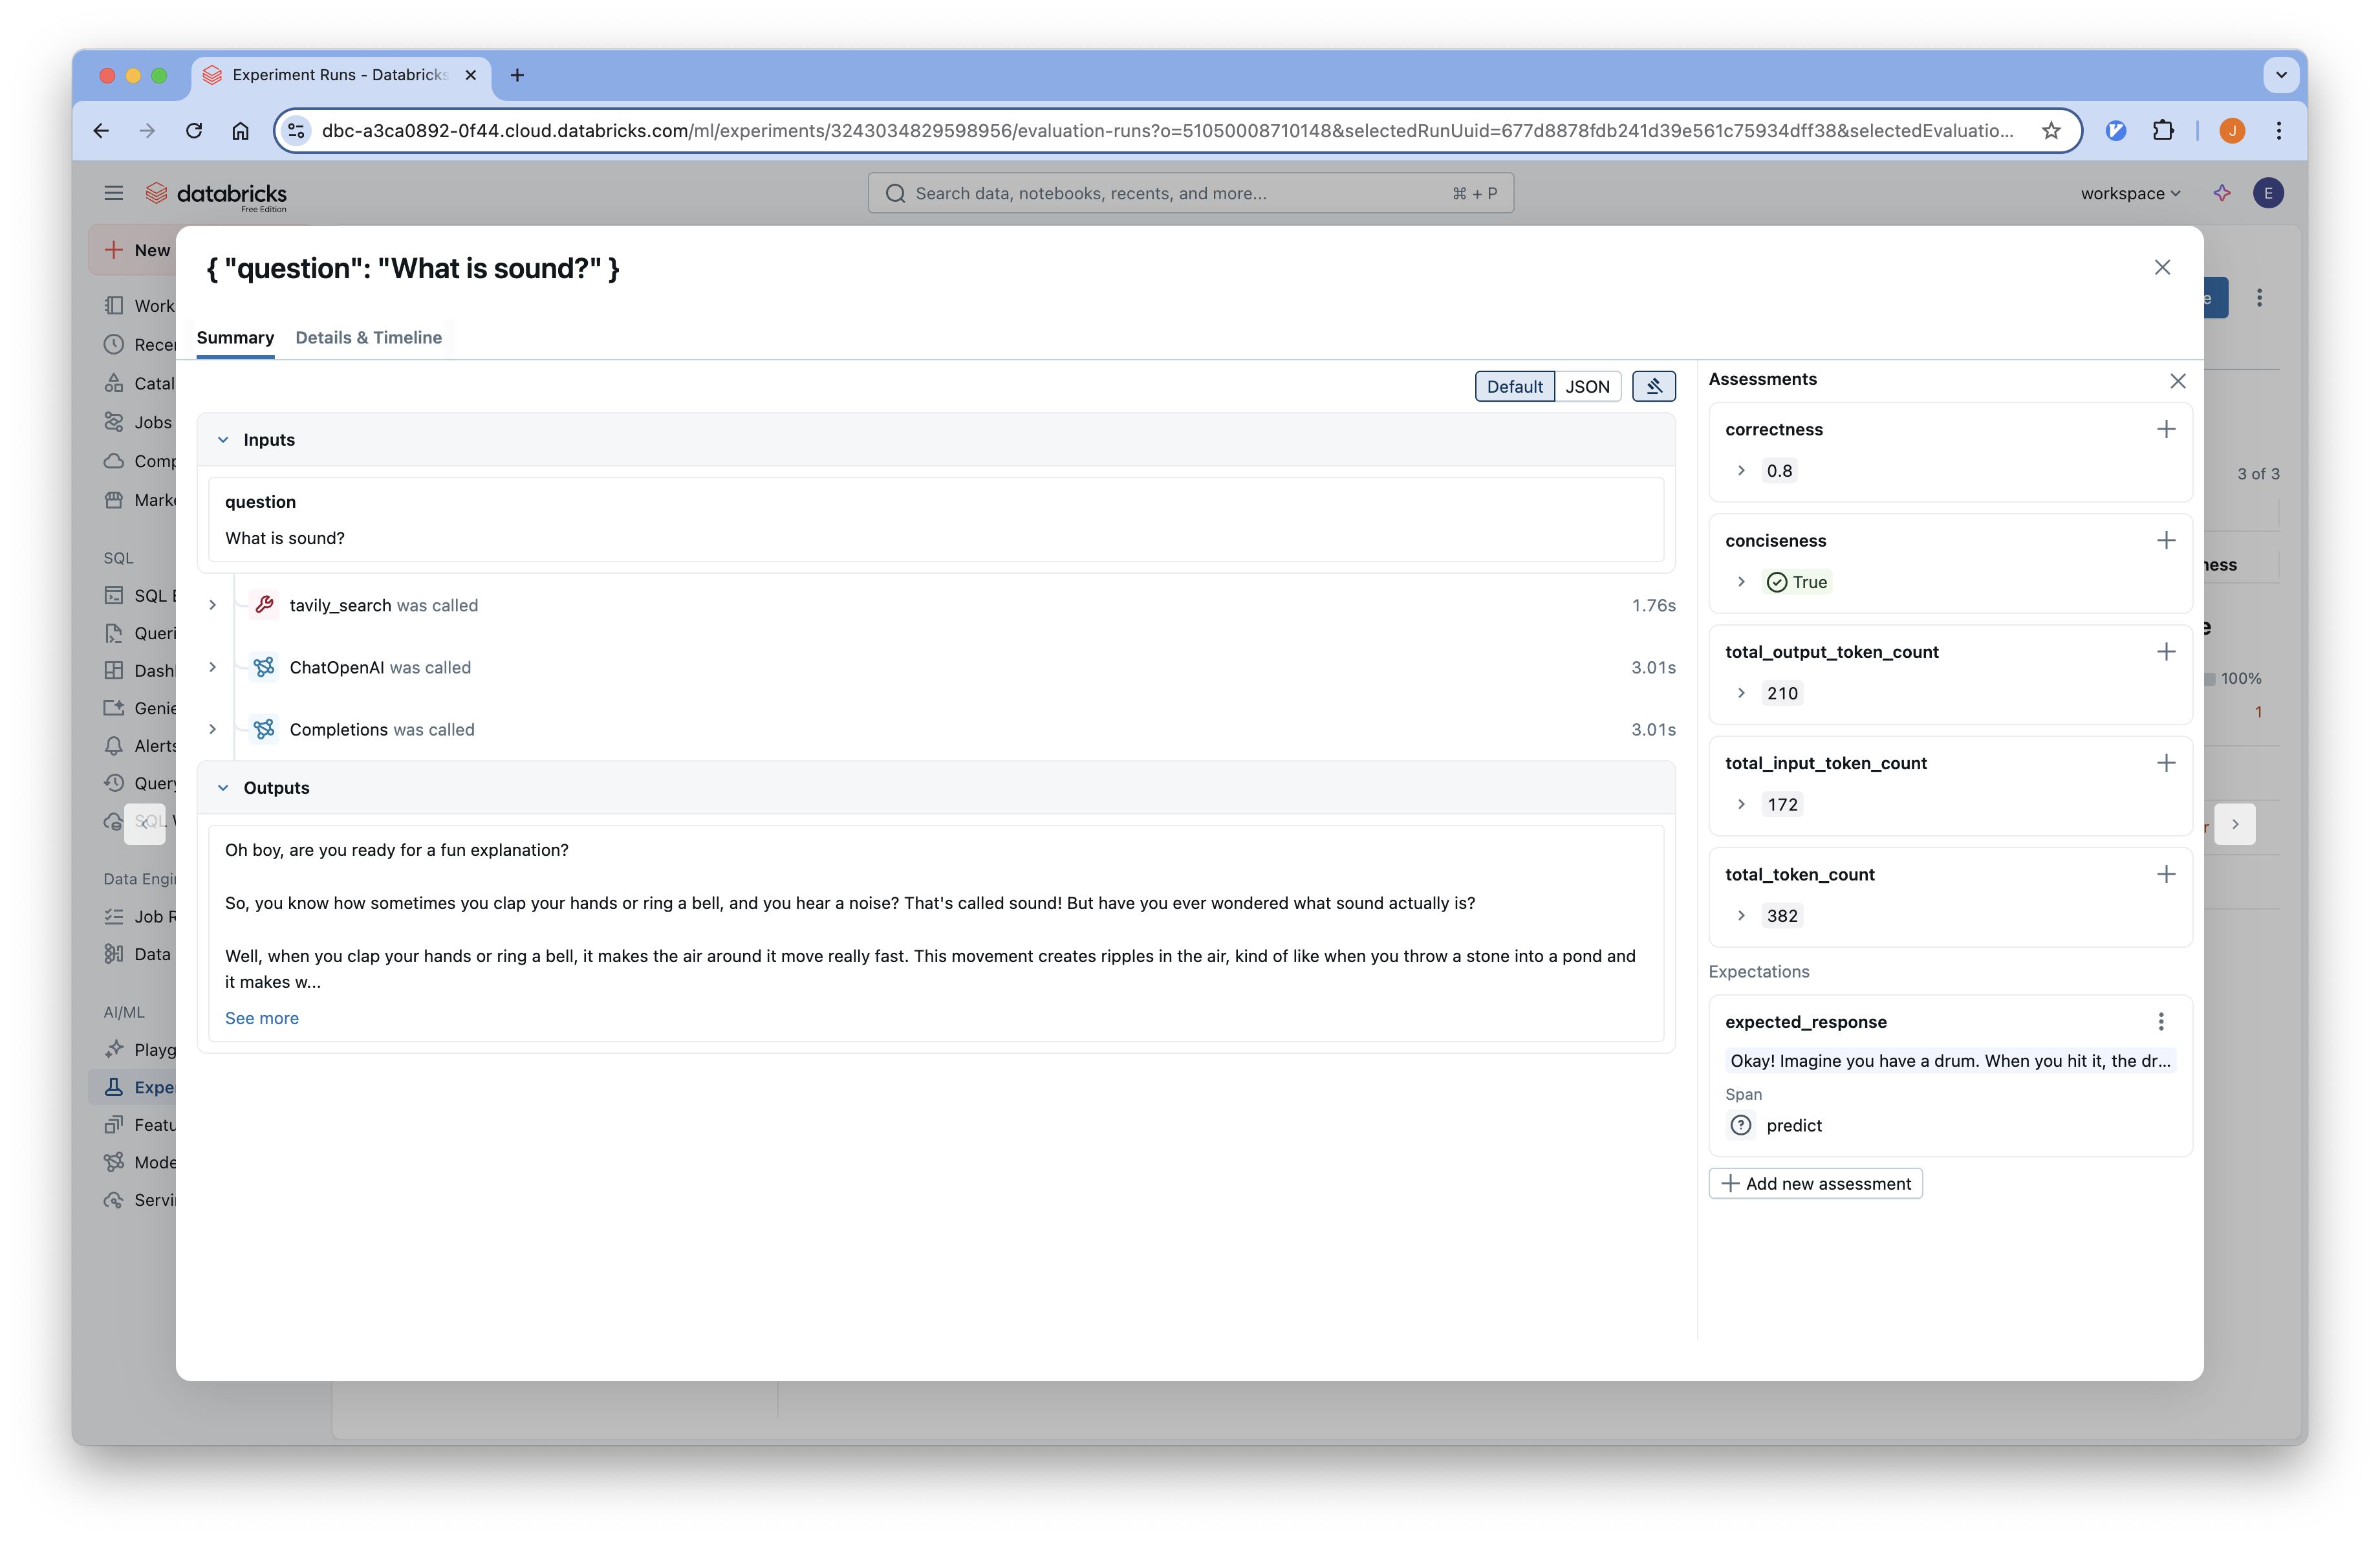 Experiment Runs - Databricks
dbc-a3ca0892-0f44.cloud.databricks.com/ml/experiments/3243034829598956/evaluation-runs?o=51050008710148&selectedRunUuid=677d8878fdb241d39e561c75934dff38&selectedEvaluatio...
J
databricks
Free Edition
Search data, notebooks, recents, and more...
⌘ + P
workspace
E
New
{ "question": "What is sound?" }
Summary
Details & Timeline
Default
JSON
Inputs
question
What is sound?
tavily_search was called
1.76s
ChatOpenAI was called
3.01s
Completions was called
3.01s
Outputs
Oh boy, are you ready for a fun explanation?
So, you know how sometimes you clap your hands or ring a bell, and you hear a noise? That's called sound! But have you ever wondered what sound actually is?
Well, when you clap your hands or ring a bell, it makes the air around it move really fast. This movement creates ripples in the air, kind of like when you throw a stone into a pond and
it makes w...
See more
Assessments
correctness
0.8
conciseness
True
total_output_token_count
210
total_input_token_count
172
total_token_count
382
Expectations
expected_response
Okay! Imagine you have a drum. When you hit it, the dr...
Span
predict
Add new assessment
Work
Recer
Catal
Jobs
Comp
Marke
SQL
SQL E
Queri
Dashl
Genie
Alerts
Query
SQL W
Data Engi
Job R
Data
AI/ML
Playg
Expe
Featu
Mode
Servi
3 of 3
ness
e
100%
1
r